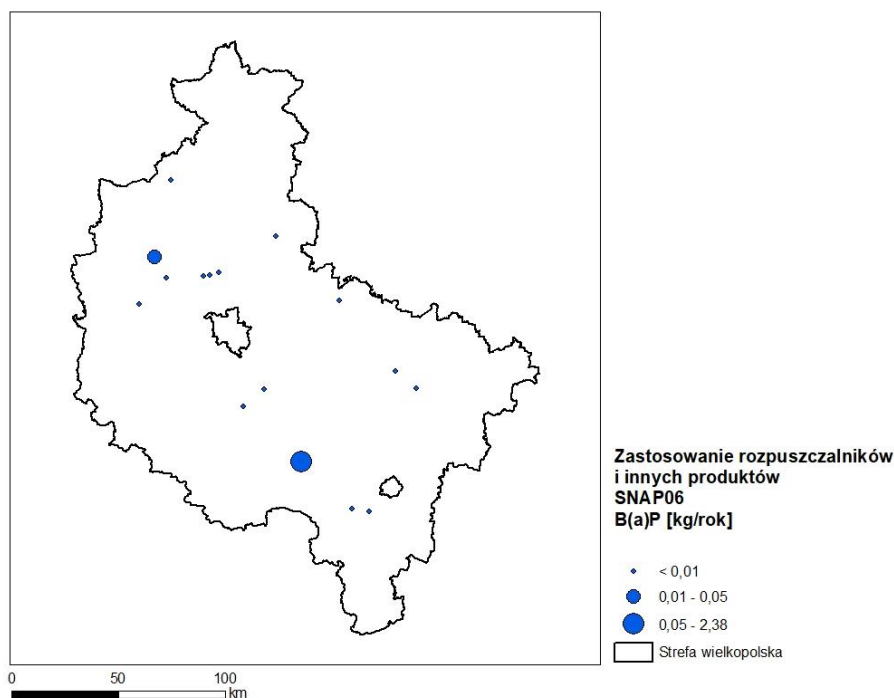 Zastosowanie rozpuszczalników
i innych produktów
SNAP06
B(a)P [kg/rok]
< 0,01
0,01 - 0,05
0,05 - 2,38
Strefa wielkopolska
0 50 100
km